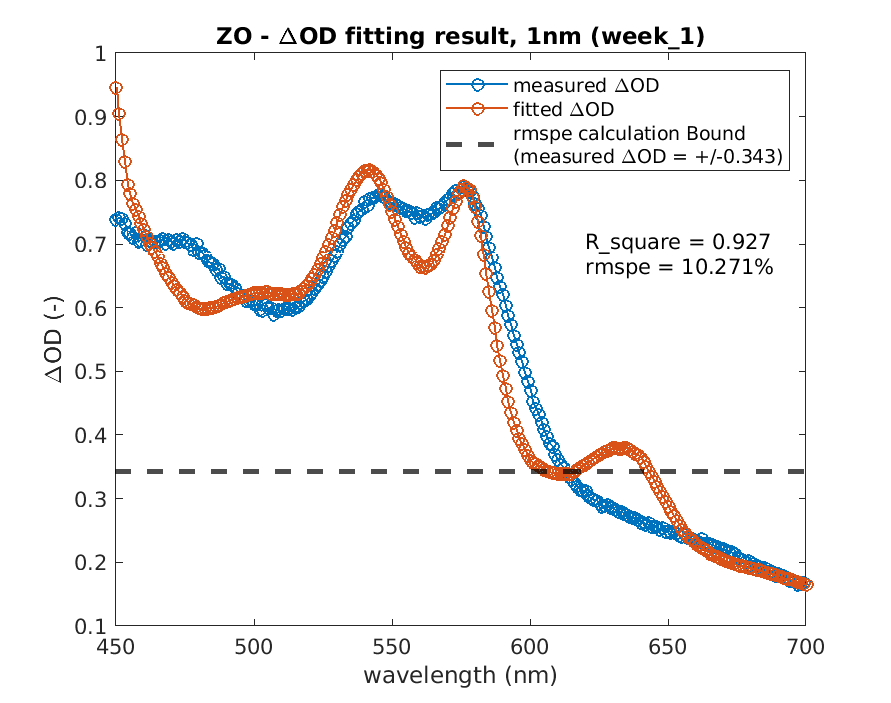 ZO - ΔOD fitting result, 1nm (week_1)
measured ΔOD
fitted ΔOD
rmspe calculation Bound
(measured ΔOD = +/-0.343)
R_square = 0.927
rmspe = 10.271%
ΔOD (-)
1
0.9
0.8
0.7
0.6
0.5
0.4
0.3
0.2
0.1
450
500
550
600
650
700
wavelength (nm)